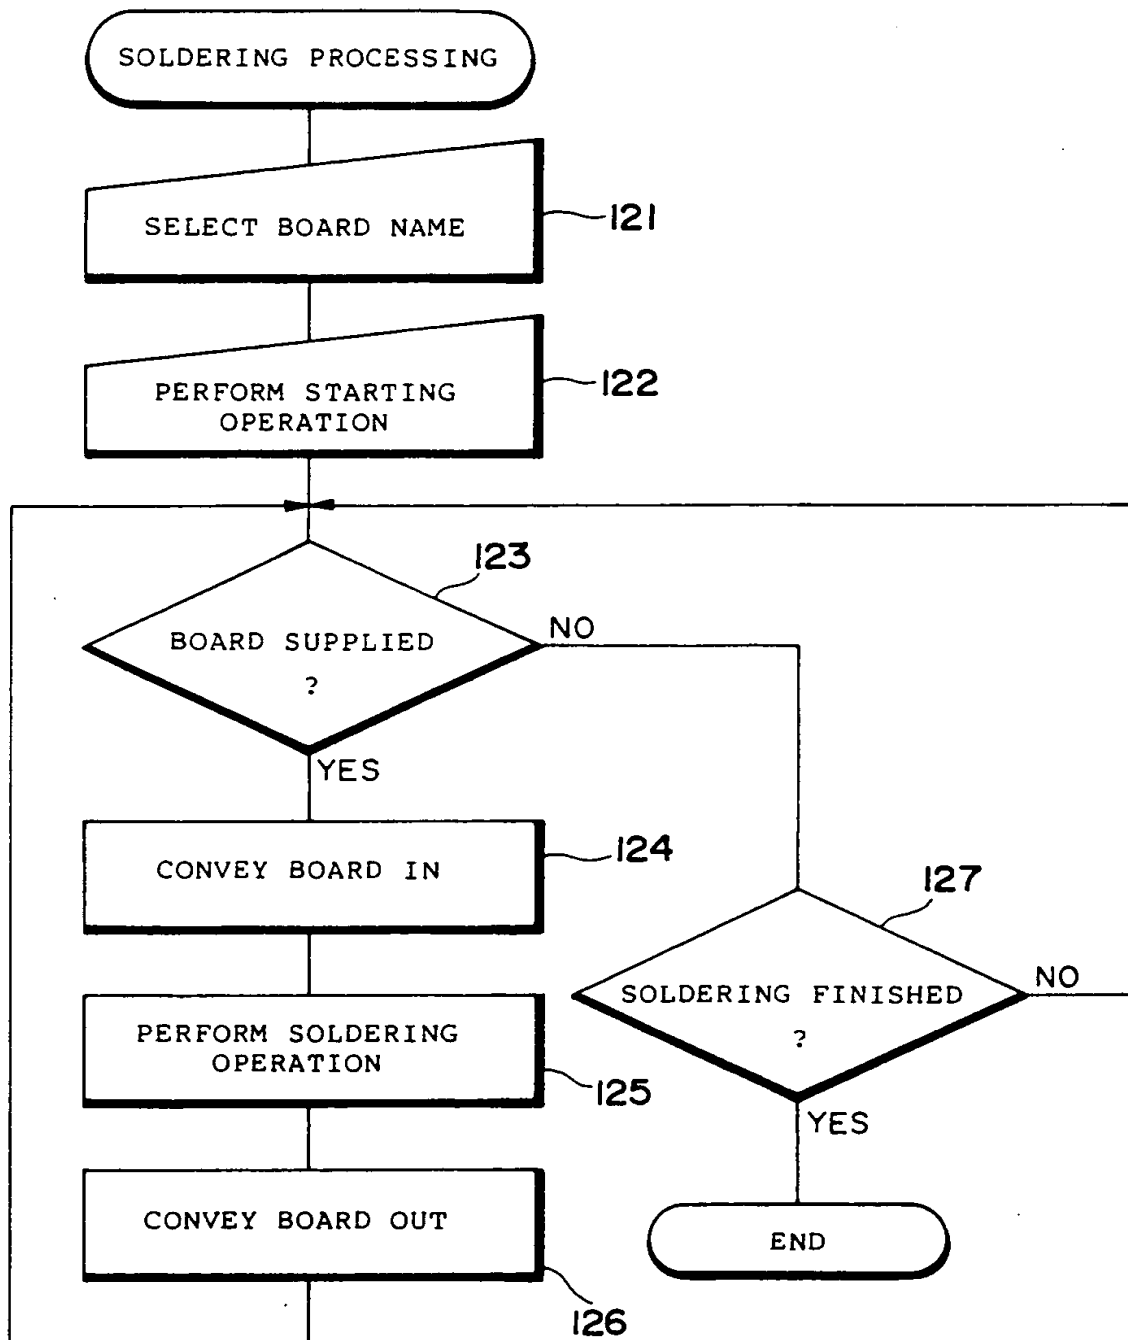 SOLDERING PROCESSING
SELECT BOARD NAME
121
PERFORM STARTING
OPERATION
122
123
BOARD SUPPLIED
?
NO
YES
CONVEY BOARD IN
124
127
SOLDERING FINISHED
?
NO
YES
PERFORM SOLDERING
OPERATION
125
CONVEY BOARD OUT
126
END